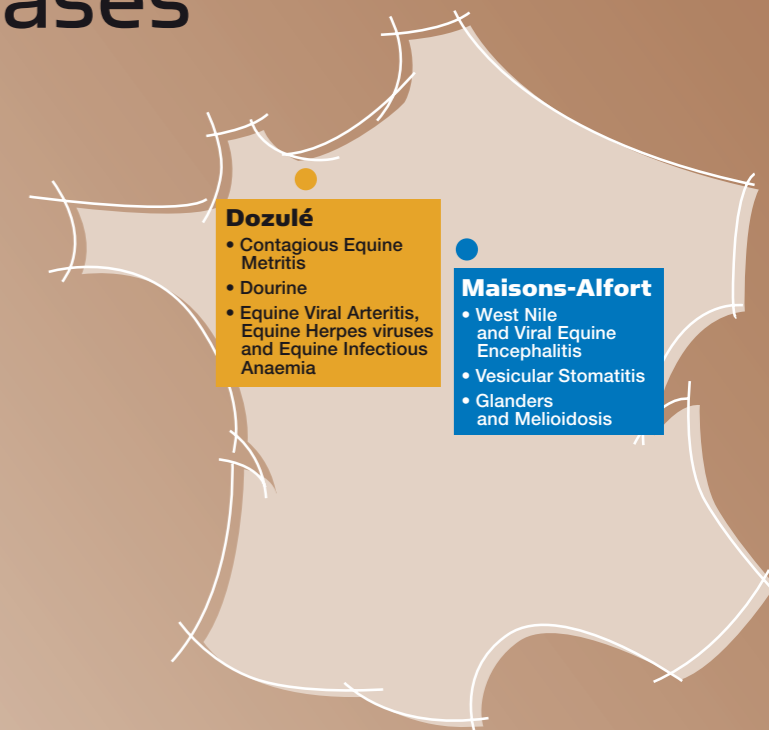 ases
Dozulé
• Contagious Equine
Metritis
• Dourine
• Equine Viral Arteritis,
Equine Herpes viruses
and Equine Infectious
Anaemia
Maisons-Alfort
• West Nile
and Viral Equine
Encephalitis
• Vesicular Stomatitis
• Glanders
and Melioidosis